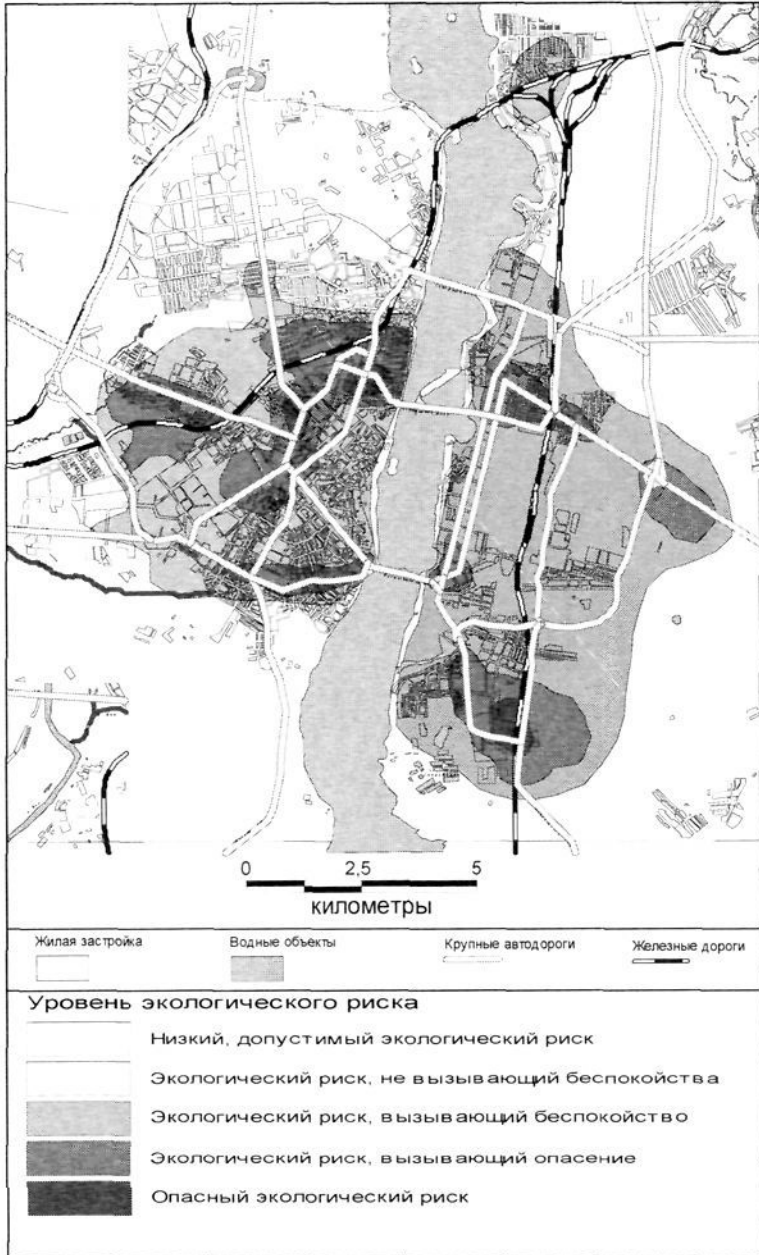 0 2,5 5
километры
Жилая застройка Водные объекты Крупные автодороги Железные дороги
Уровень экологического риска
Низкий, допустимый экологический риск
Экологический риск, не вызывающий беспокойства
Экологический риск, вызывающий беспокойство
Экологический риск, вызывающий опасение
Опасный экологический риск